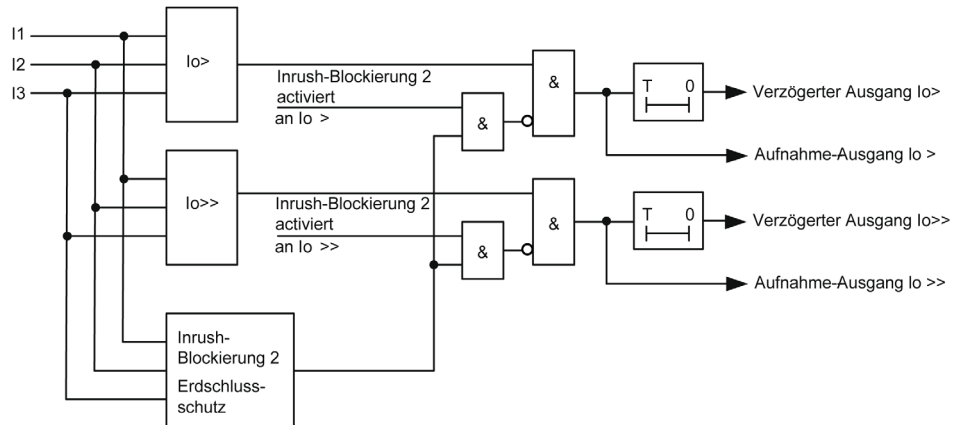 I1
I2
I3
Io>
Inrush-Blockierung 2
activiert
an Io >
&
&
T 0
Verzögerter Ausgang Io>
Aufnahme-Ausgang Io >
Io>>
Inrush-Blockierung 2
activiert
an Io >>
&
&
T 0
Verzögerter Ausgang Io>>
Aufnahme-Ausgang Io >>
Inrush-
Blockierung 2
Erdschluss-
schutz